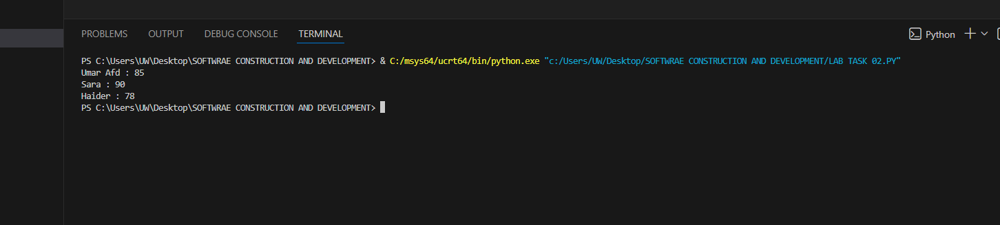 PROBLEMS OUTPUT DEBUG CONSOLE TERMINAL Python
PS C:\Users\UW\Desktop\SOFTWRAE CONSTRUCTION AND DEVELOPMENT> & C:/msys64/ucrt64/bin/python.exe "c:/Users/UW/Desktop/SOFTWRAE CONSTRUCTION AND DEVELOPMENT/LAB TASK 02.PY"
Umar Afd : 85
Sara : 90
Haider : 78
PS C:\Users\UW\Desktop\SOFTWRAE CONSTRUCTION AND DEVELOPMENT>